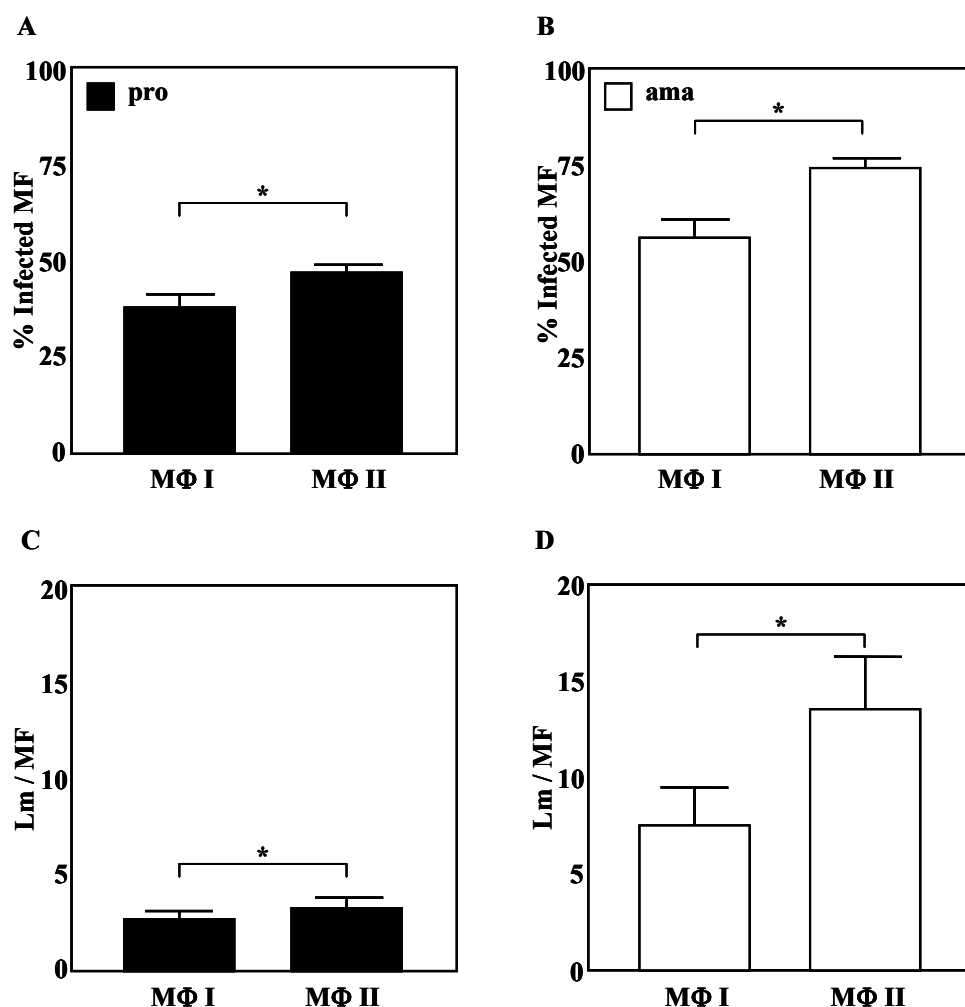 A
% Infected MF
100
75
50
25
0
pro
*
MΦ I
MΦ II
B
% Infected MF
100
75
50
25
0
ama
*
MΦ I
MΦ II
C
Lm / MF
20
15
10
5
0
*
MΦ I
MΦ II
D
Lm / MF
20
15
10
5
0
*
MΦ I
MΦ II